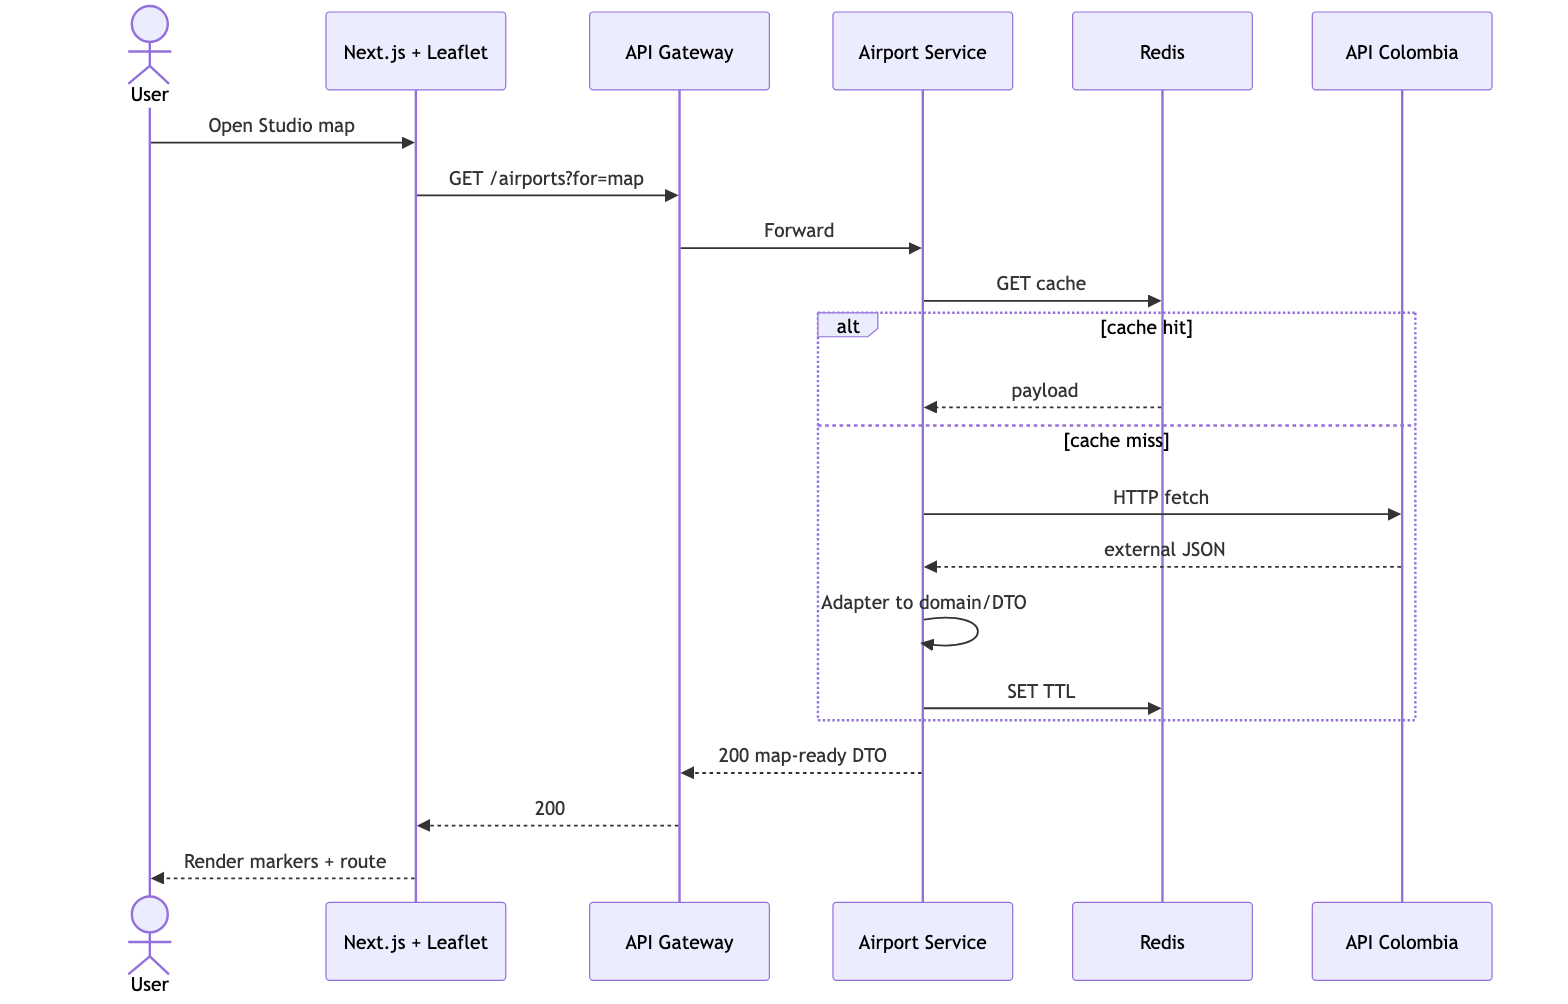 User
Next.js + Leaflet
API Gateway
Airport Service
Redis
API Colombia
Open Studio map
GET /airports?for=map
Forward
GET cache
alt
[cache hit]
payload
[cache miss]
HTTP fetch
external JSON
Adapter to domain/DTO
SET TTL
200 map-ready DTO
200
Render markers + route
User
Next.js + Leaflet
API Gateway
Airport Service
Redis
API Colombia